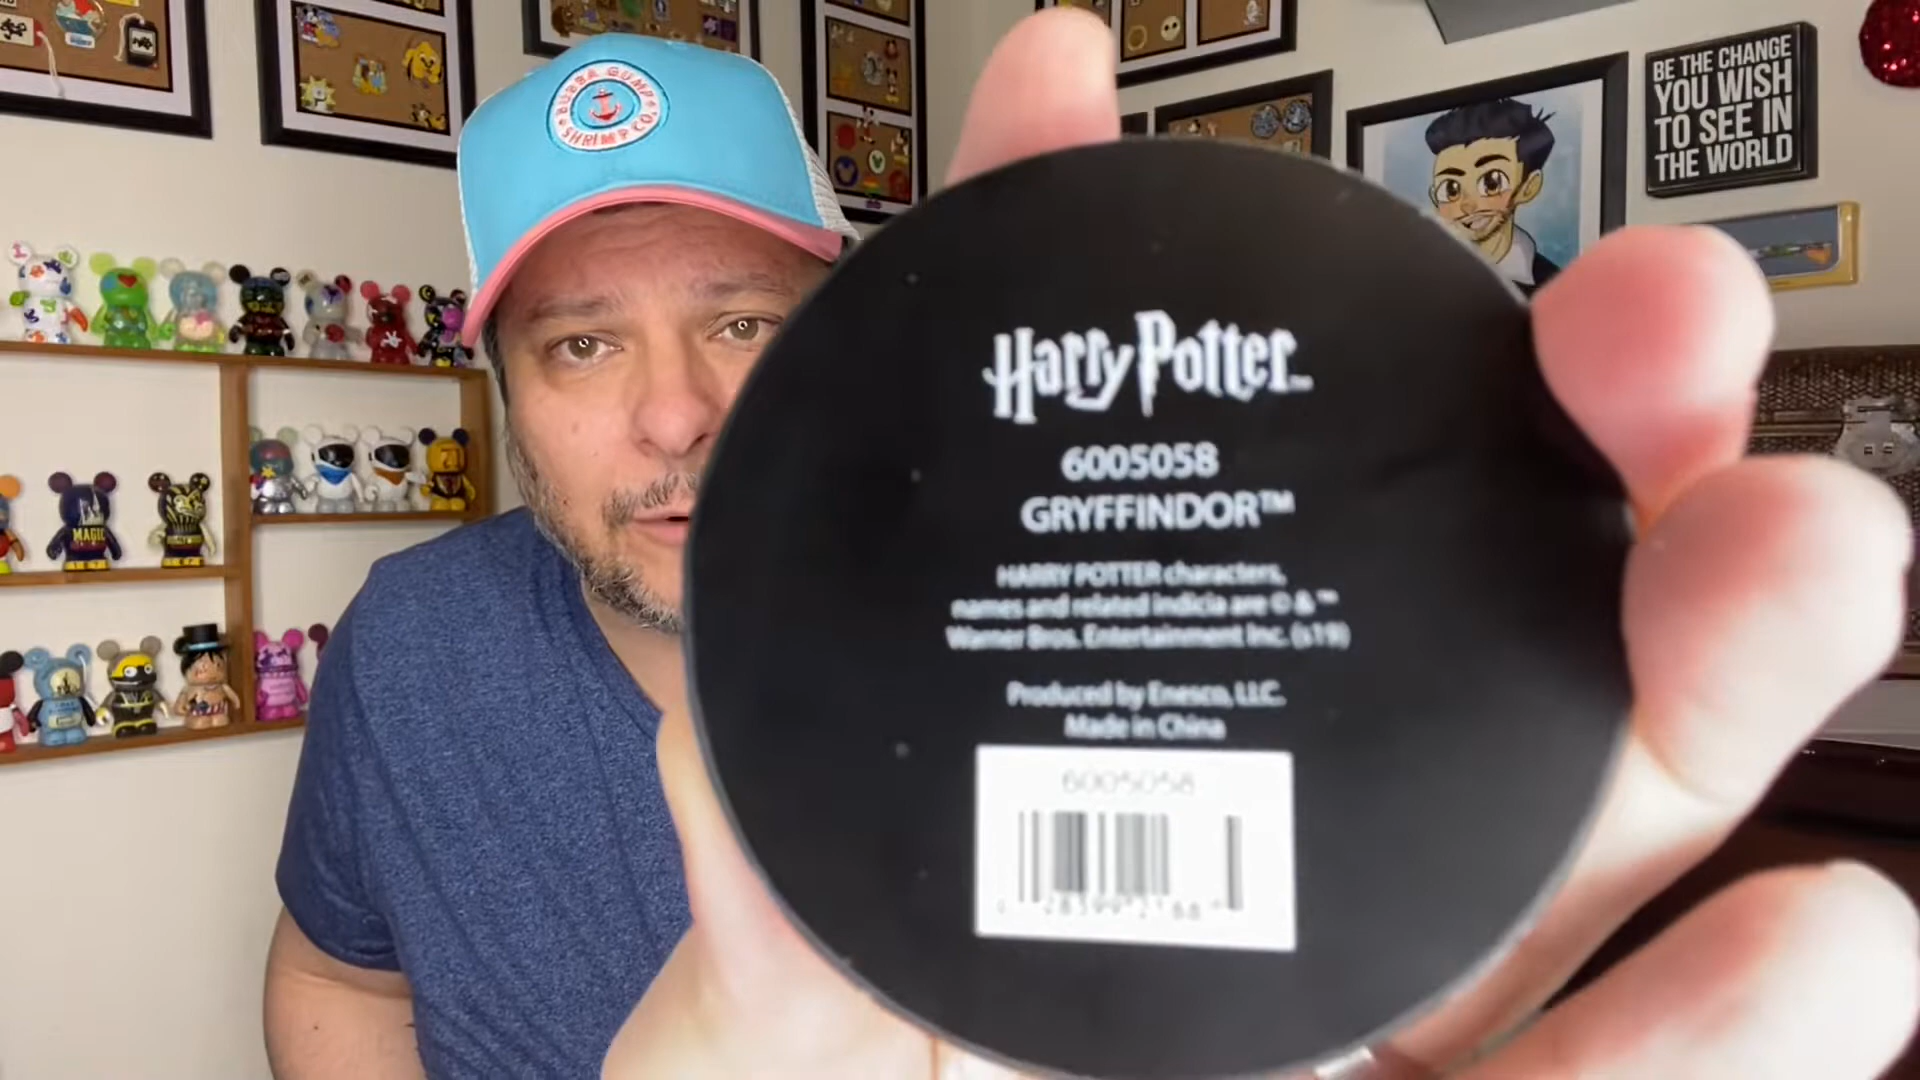 BUBBA GUMP
SHRIMP CO.
BE THE CHANGE
YOU WISH
TO SEE IN
THE WORLD
Harry Potter™
6005058
GRYFFINDOR™
HARRY POTTER characters,
names and related indicia are © & ™
Warner Bros. Entertainment Inc. (s19)
Produced by Enesco, LLC.
Made in China
6005058
MAGIC